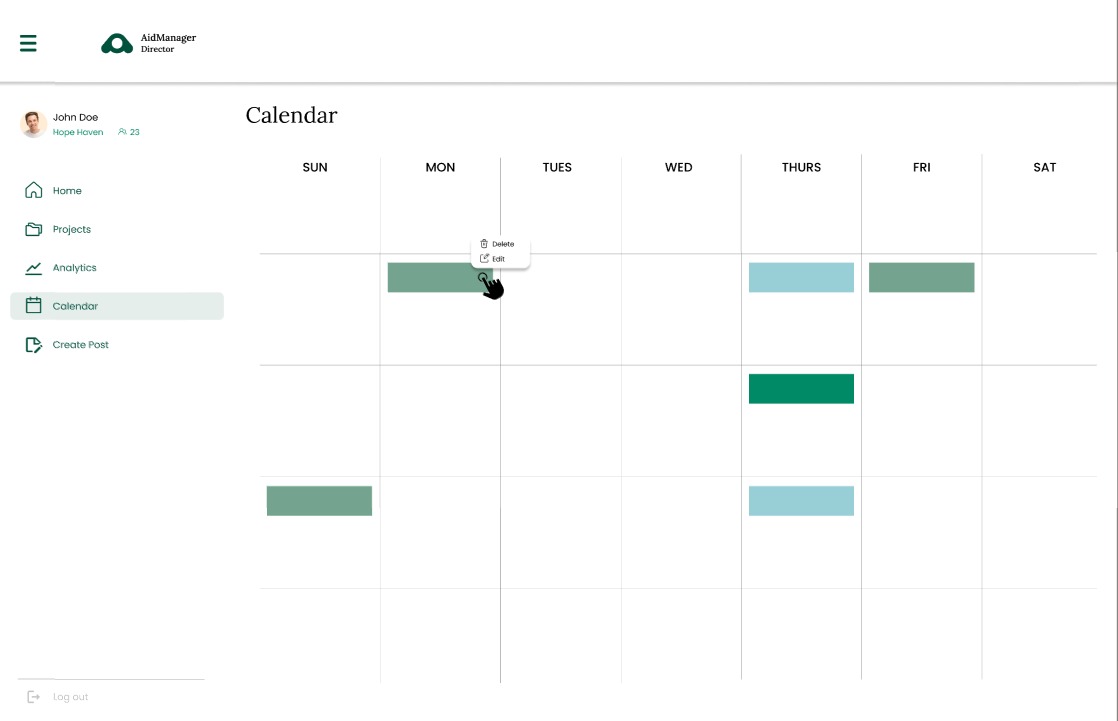 AidManager
Director
John Doe
Hope Haven 23
Calendar
SUN MON TUES WED THURS FRI SAT
Home
Projects
Delete
Edit
Analytics
Calendar
Create Post
Log out